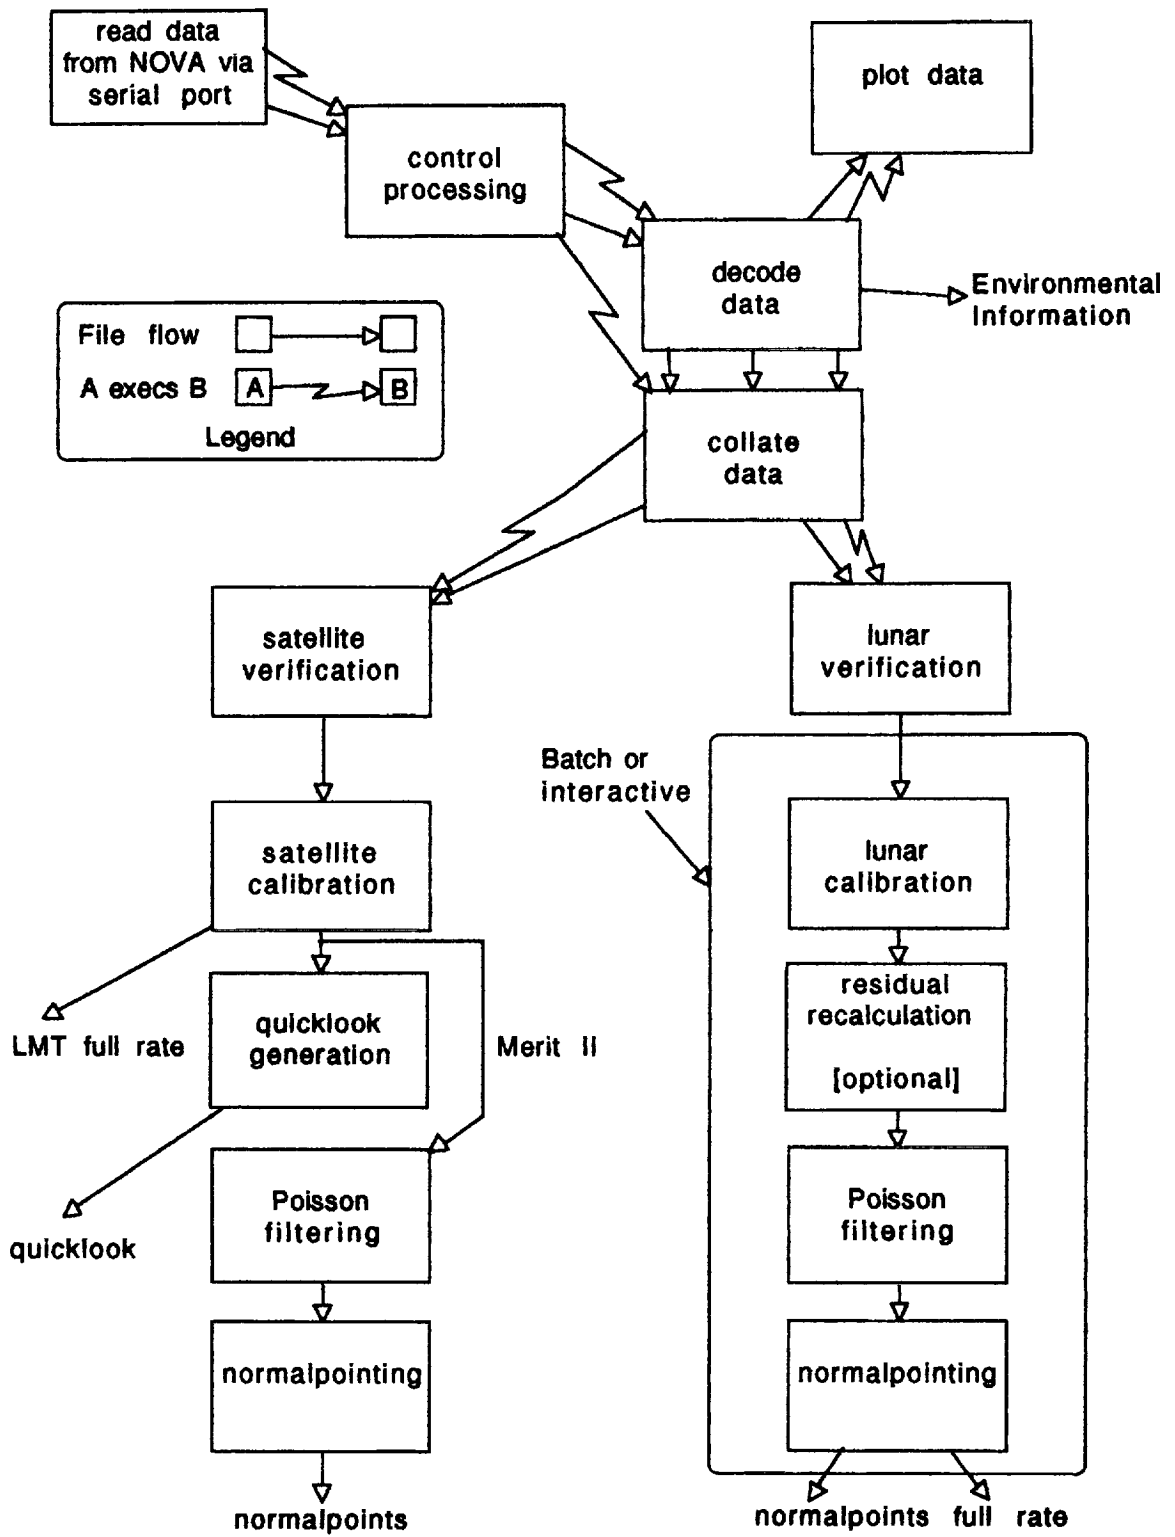 read data
from NOVA via
serial port
plot data
control
processing
decode
data
Environmental
Information
File flow
A execs B
A
B
Legend
collate
data
satellite
verification
lunar
verification
Batch or
interactive
satellite
calibration
lunar
calibration
LMT full rate
quicklook
generation
Merit II
residual
recalculation
[optional]
quicklook
Poisson
filtering
Poisson
filtering
normalpointing
normalpointing
normalpoints
normalpoints full rate